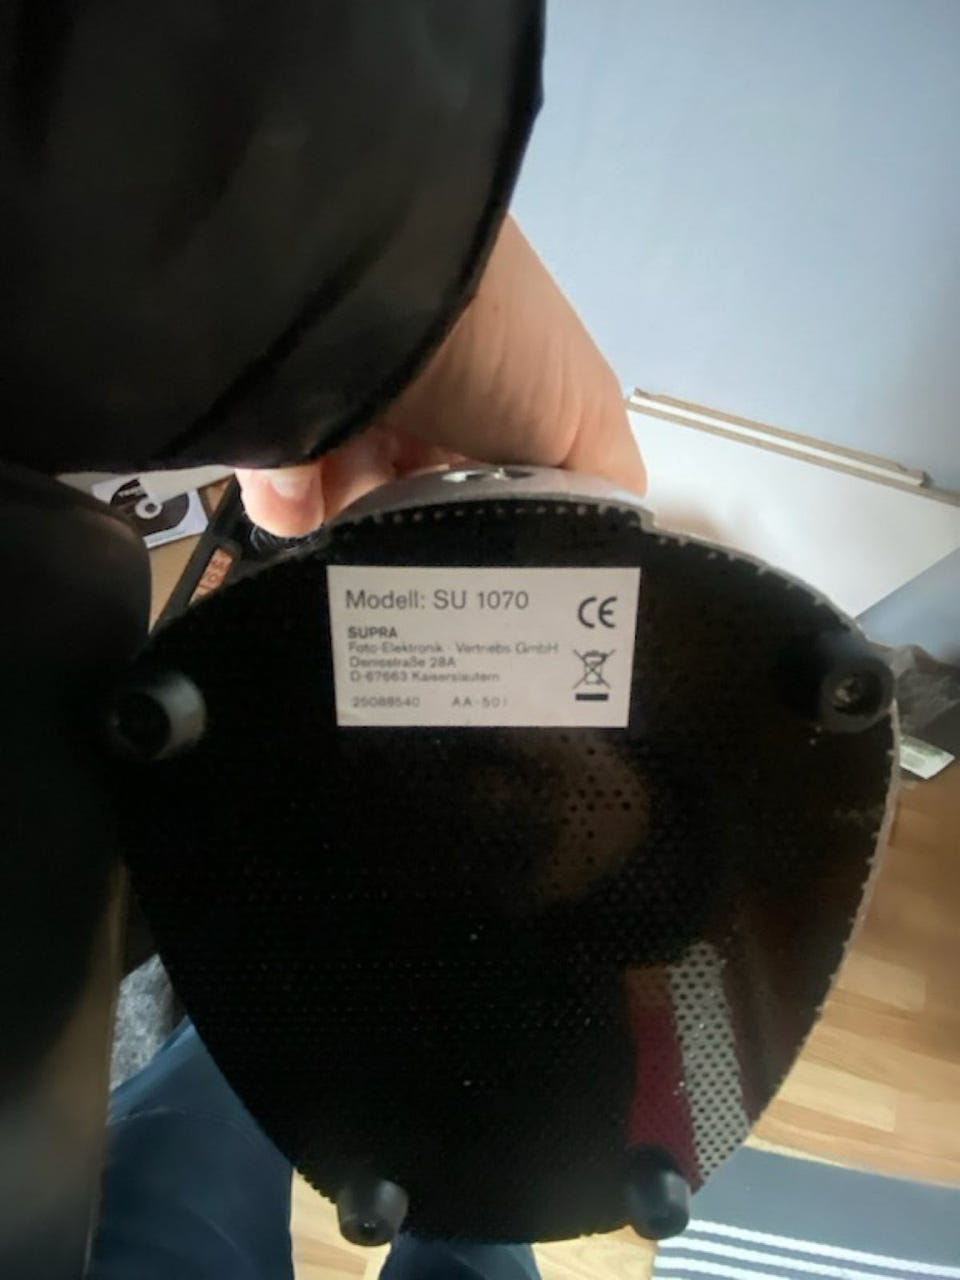 Modell: SU 1070
CE
SUPRA
Foto-Elektronik - Vertriebs GmbH
Denisstraße 28A
D-67663 Kaiserslautern
25088540 AA-501